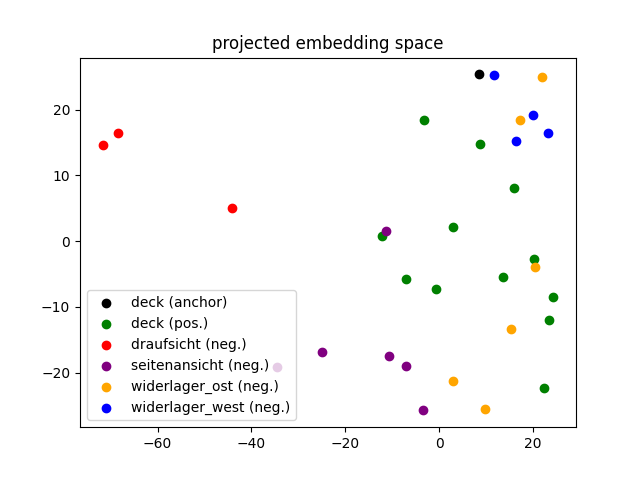 projected embedding space
20
10
0
−10
−20
deck (anchor)
deck (pos.)
draufsicht (neg.)
seitenansicht (neg.)
widerlager_ost (neg.)
widerlager_west (neg.)
−60 −40 −20 0 20